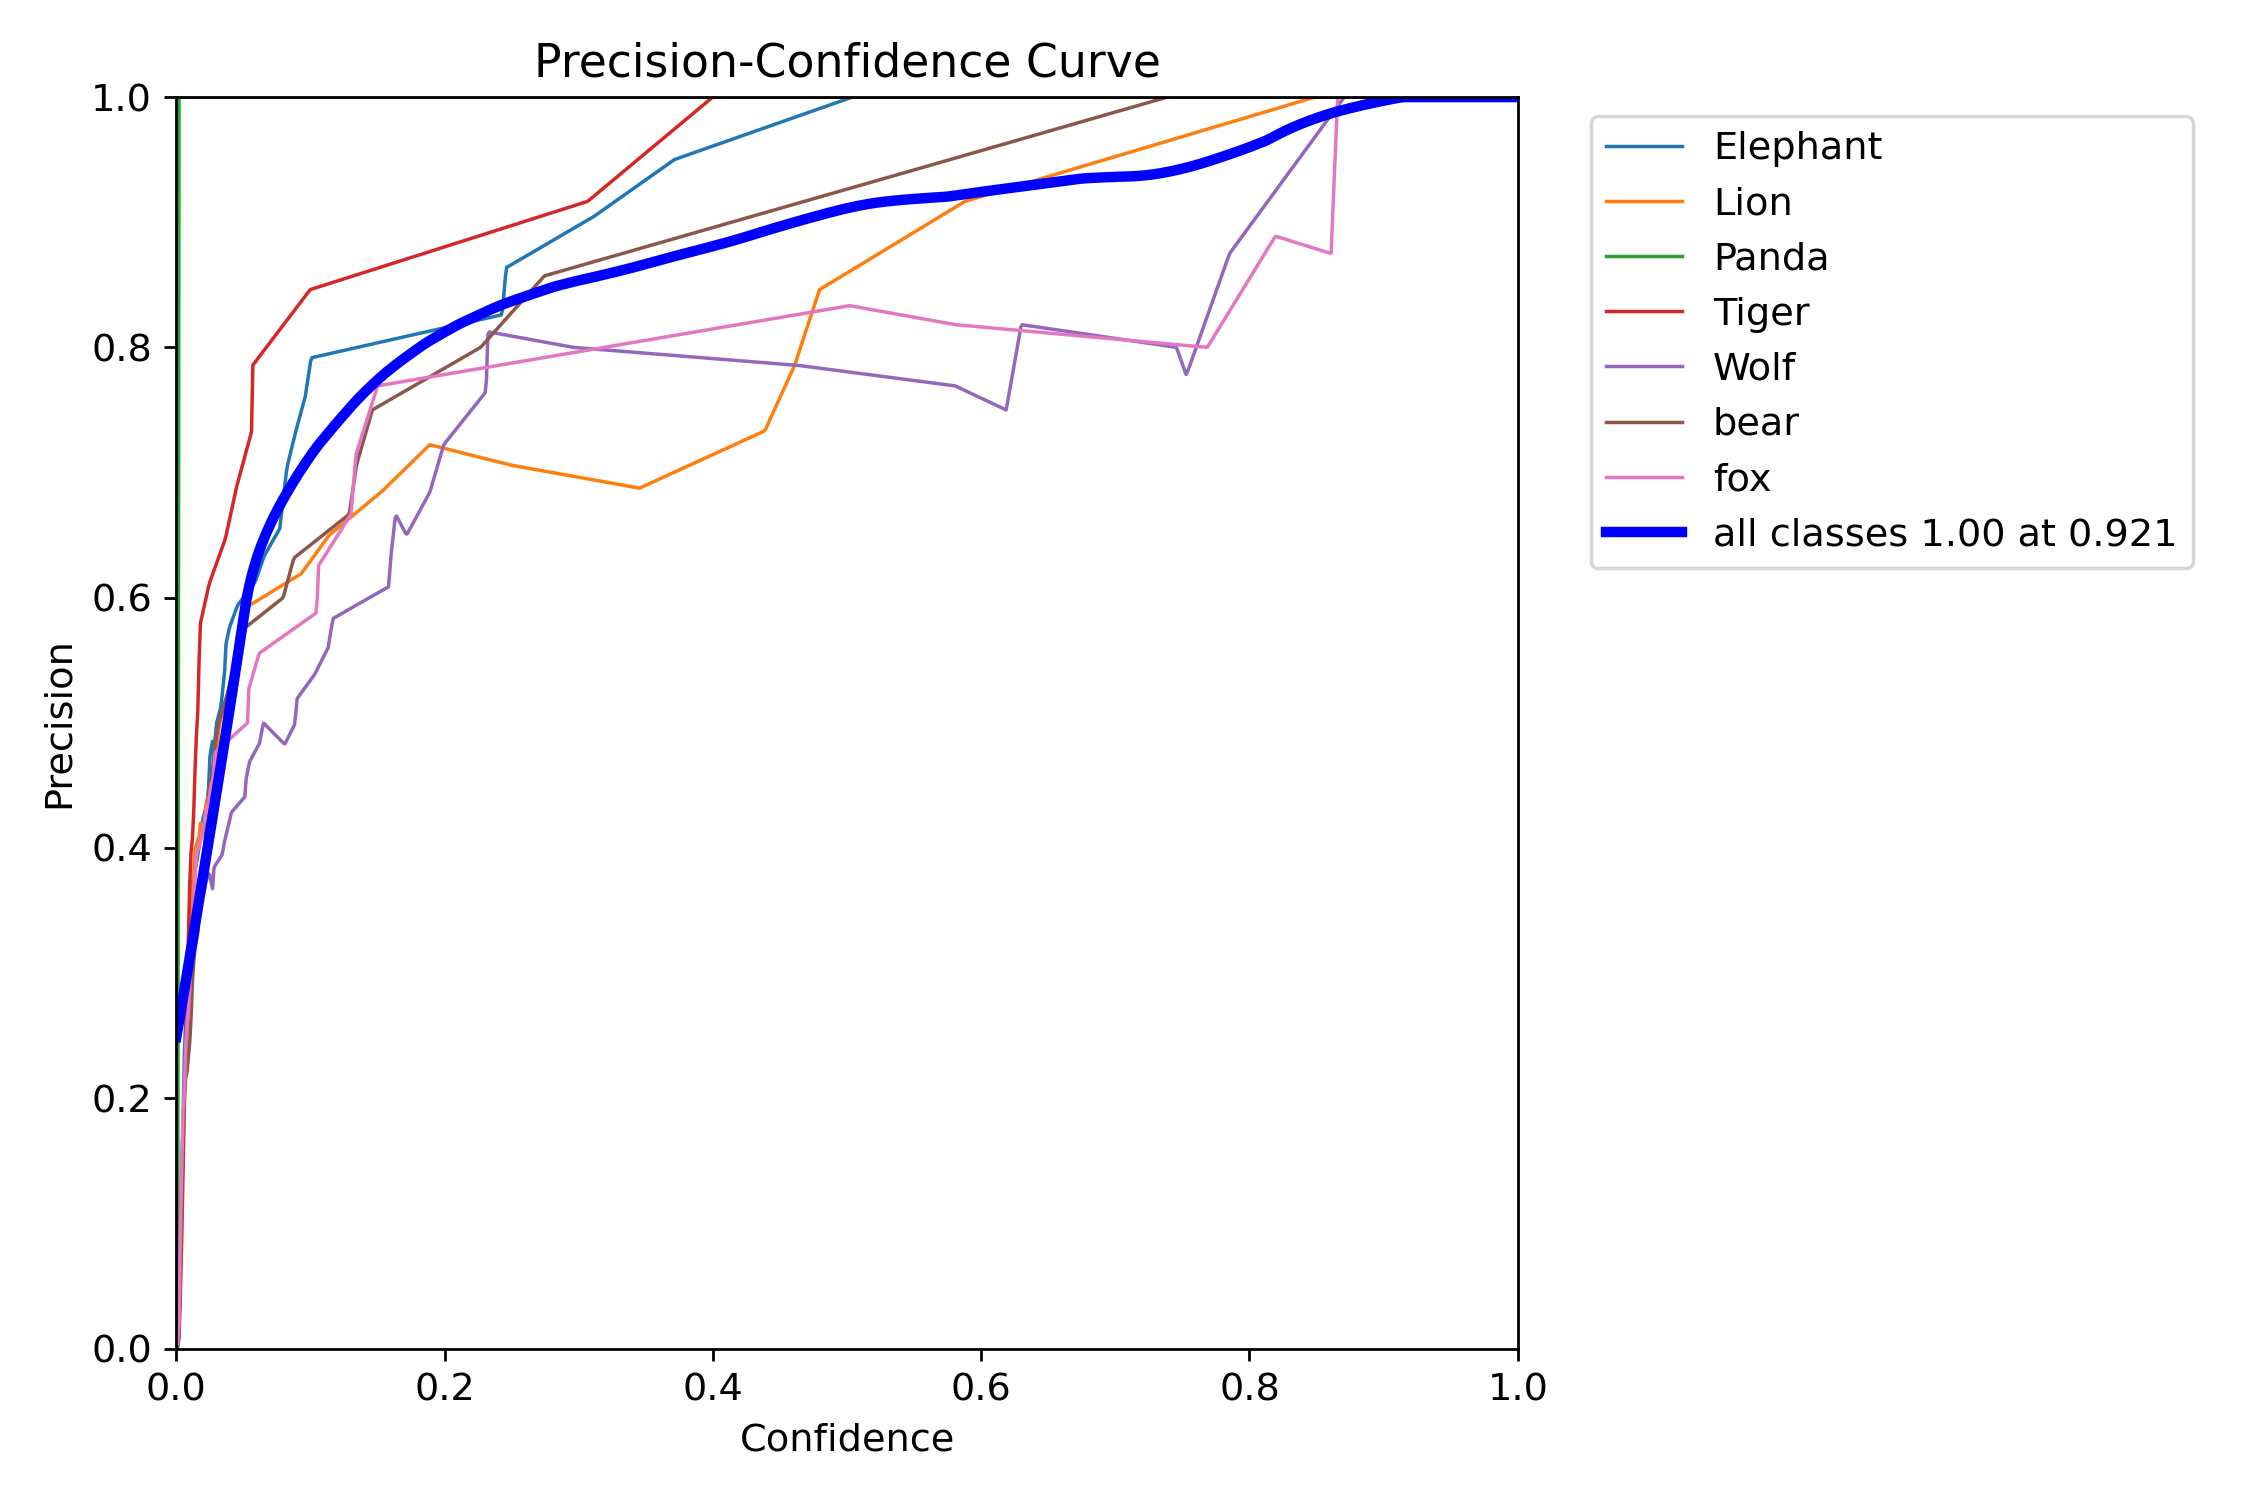 Precision-Confidence Curve
1.0
0.8
0.6
0.4
0.2
0.0
Precision
0.0 0.2 0.4 0.6 0.8 1.0
Confidence
Elephant
Lion
Panda
Tiger
Wolf
bear
fox
all classes 1.00 at 0.921